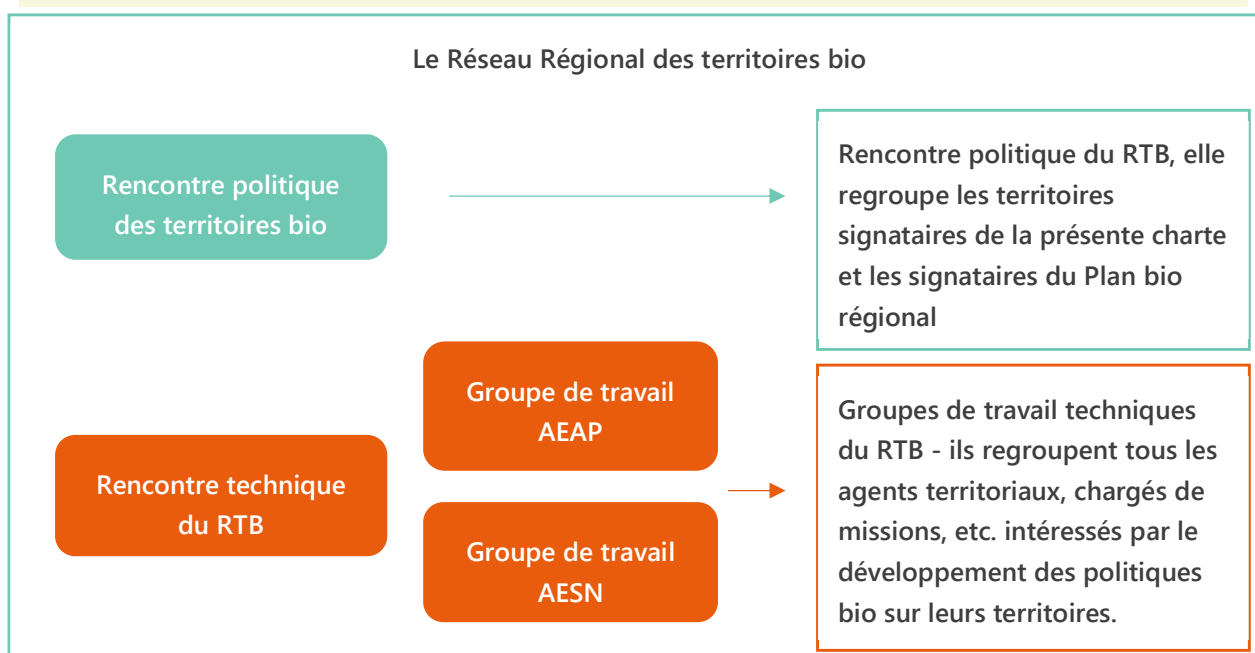 Le Réseau Régional des territoires bio
Rencontre politique
des territoires bio
Rencontre politique du RTB, elle
regroupe les territoires
signataires de la présente charte
et les signataires du Plan bio
régional
Rencontre technique
du RTB
Groupe de travail
AEAP
Groupe de travail
AESN
Groupes de travail techniques
du RTB - ils regroupent tous les
agents territoriaux, chargés de
missions, etc. intéressés par le
développement des politiques
bio sur leurs territoires.